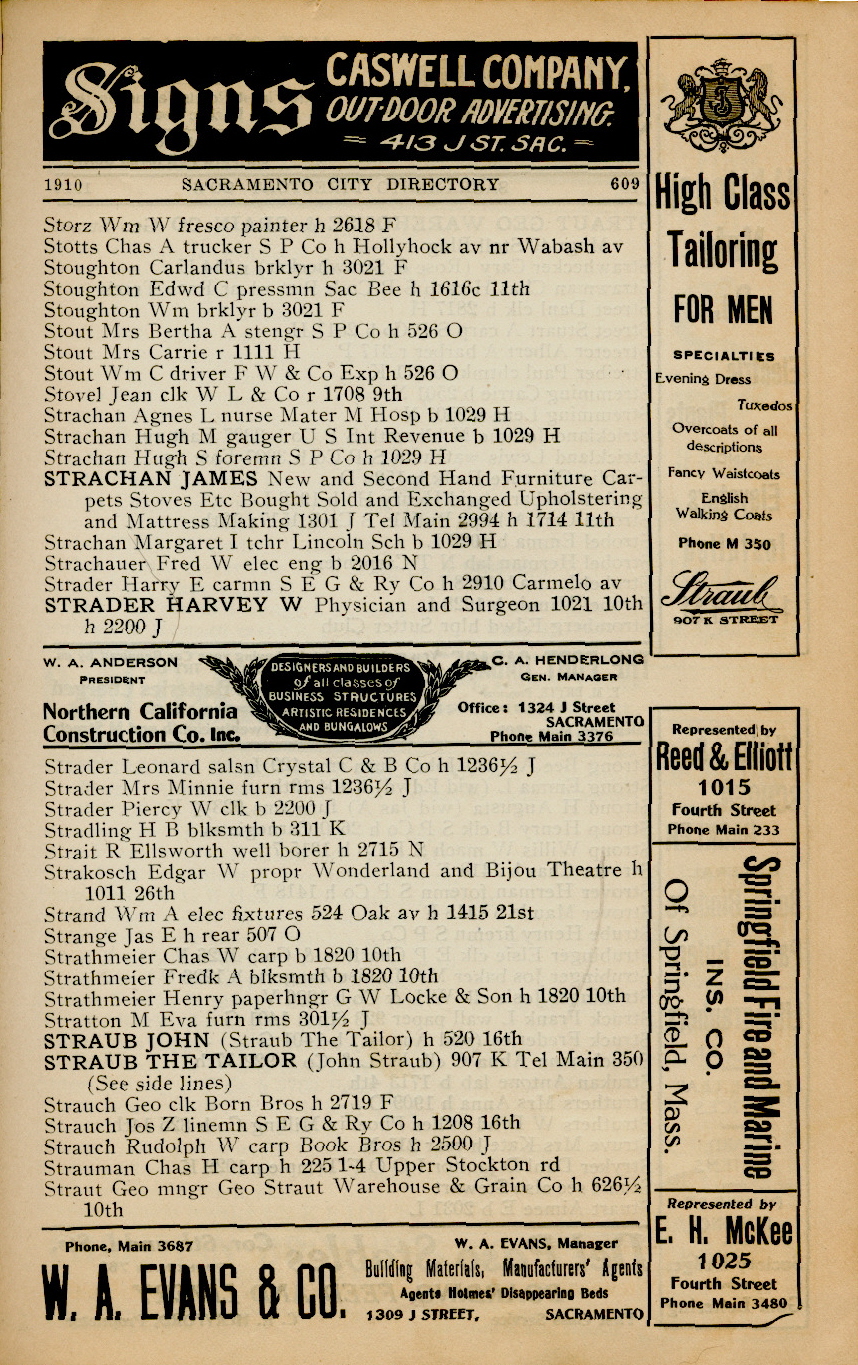 Signs
CASWELL COMPANY,
OUT-DOOR ADVERTISING.
= 413 J ST. SAC. =
1910 SACRAMENTO CITY DIRECTORY 609
Storz Wm W fresco painter h 2618 F
Stotts Chas A trucker S P Co h Hollyhock av nr Wabash av
Stoughton Carlandus brklyr h 3021 F
Stoughton Edwd C pressmn Sac Bee h 1616c 11th
Stoughton Wm brklyr b 3021 F
Stout Mrs Bertha A stengr S P Co h 526 O
Stout Mrs Carrie r 1111 H
Stout Wm C driver F W & Co Exp h 526 O
Stovel Jean clk W L & Co r 1708 9th
Strachan Agnes L nurse Mater M Hosp b 1029 H
Strachan Hugh M gauger U S Int Revenue b 1029 H
Strachan Hugh S foremn S P Co h 1029 H
STRACHAN JAMES New and Second Hand Furniture Car-
pets Stoves Etc Bought Sold and Exchanged Upholstering
and Mattress Making 1301 J Tel Main 2994 h 1714 11th
Strachan Margaret I tchr Lincoln Sch b 1029 H
Strachauer Fred W elec eng b 2016 N
Strader Harry E carmn S E G & Ry Co h 2910 Carmelo av
STRADER HARVEY W Physician and Surgeon 1021 10th
h 2200 J
W. A. ANDERSON
PRESIDENT
Northern California
Construction Co. Inc.
DESIGNERS AND BUILDERS
of all classes of
BUSINESS STRUCTURES
ARTISTIC RESIDENCES
AND BUNGALOWS
C. A. HENDERLONG
GEN. MANAGER
Office: 1324 J Street
SACRAMENTO
Phone Main 3376
Strader Leonard salsn Crystal C & B Co h 1236½ J
Strader Mrs Minnie furn rms 1236½ J
Strader Piercy W clk b 2200 J
Stradling H B blksmth b 311 K
Strait R Ellsworth well borer h 2715 N
Strakosch Edgar W propr Wonderland and Bijou Theatre h
1011 26th
Strand Wm A elec fixtures 524 Oak av h 1415 21st
Strange Jas E h rear 507 O
Strathmeier Chas W carp b 1820 10th
Strathmeier Fredk A blksmth b 1820 10th
Strathmeier Henry paperhngr G W Locke & Son h 1820 10th
Stratton M Eva furn rms 301½ J
STRAUB JOHN (Straub The Tailor) h 520 16th
STRAUB THE TAILOR (John Straub) 907 K Tel Main 350
(See side lines)
Strauch Geo clk Born Bros h 2719 F
Strauch Jos Z linemn S E G & Ry Co h 1208 16th
Strauch Rudolph W carp Book Bros h 2500 J
Strauman Chas H carp h 225 1-4 Upper Stockton rd
Straut Geo mngr Geo Straut Warehouse & Grain Co h 626½
10th
Phone, Main 3687
W. A. EVANS & CO.
W. A. EVANS, Manager
Building Materials, Manufacturers' Agents
Agents Holmes' Disappearing Beds
1309 J STREET, SACRAMENTO
S
High Class
Tailoring
FOR MEN
SPECIALTIES
Evening Dress
Tuxedos
Overcoats of all
descriptions
Fancy Waistcoats
English
Walking Coats
Phone M 350
Straub
907 K STREET
Represented by
Reed & Elliott
1015
Fourth Street
Phone Main 233
Springfield Fire and Marine
INS. CO.
Of Springfield, Mass.
Represented by
E. H. McKee
1025
Fourth Street
Phone Main 3480